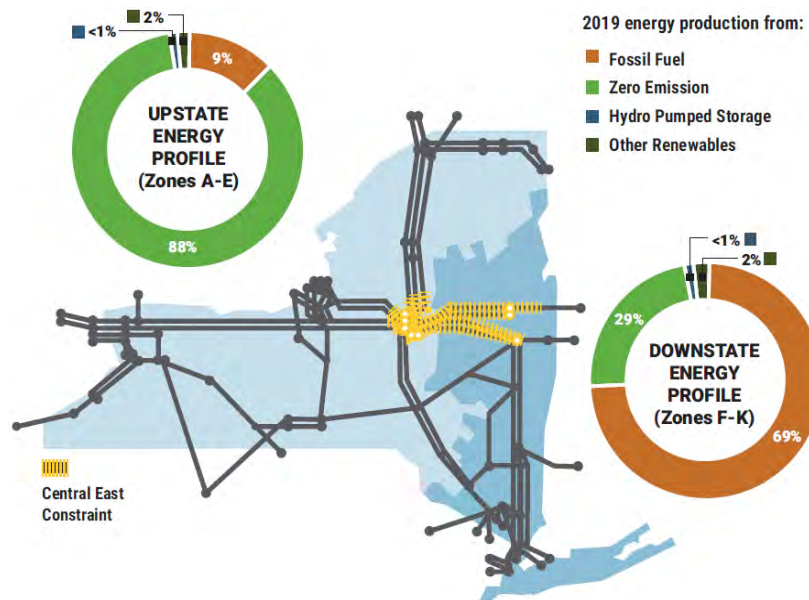 <1%
2%
9%
UPSTATE
ENERGY
PROFILE
(Zones A-E)
88%
2019 energy production from:
Fossil Fuel
Zero Emission
Hydro Pumped Storage
Other Renewables
<1%
2%
29%
DOWNSTATE
ENERGY
PROFILE
(Zones F-K)
69%
Central East
Constraint